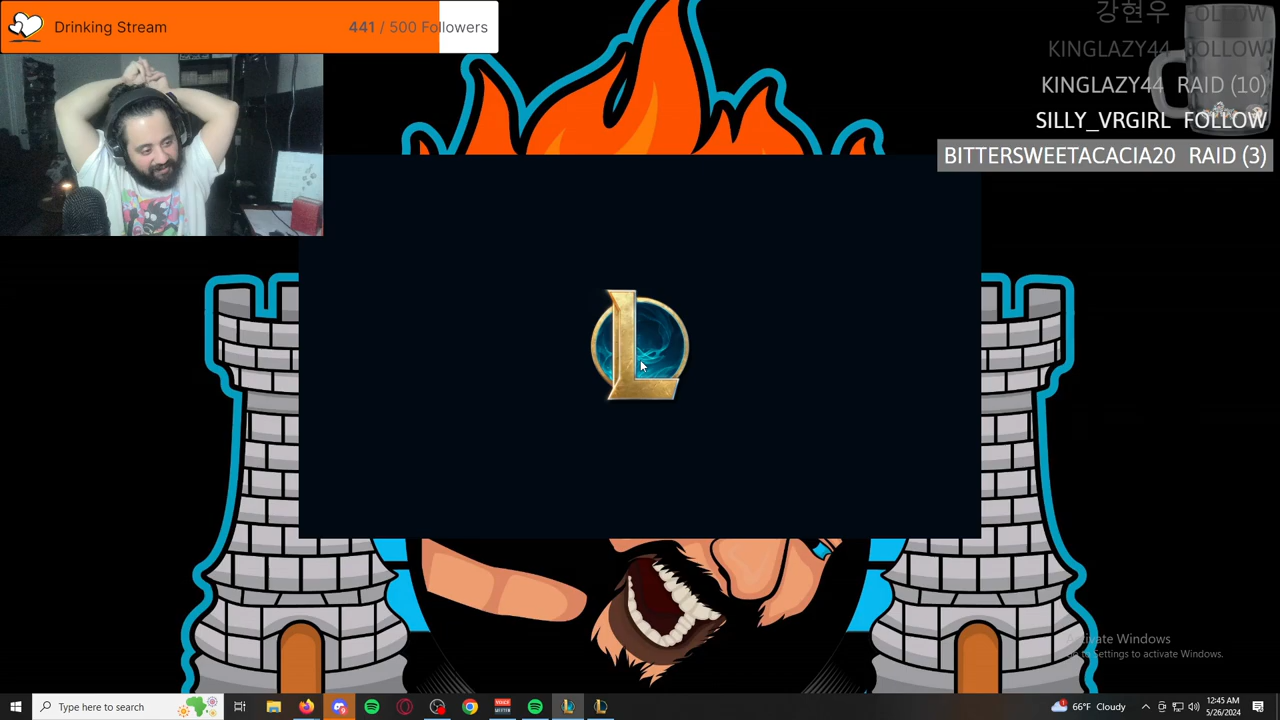 Drinking Stream
441 / 500 Followers
강현우 FOLLOW
KINGLAZY44 FOLLOW
KINGLAZY44 RAID (10)
SILLY_VRGIRL FOLLOW
BITTERSWEETACACIA20 RAID (3)
L
Activate Windows
Go to Settings to activate Windows.
Type here to search
66°F Cloudy
12:45 AM
5/26/2024